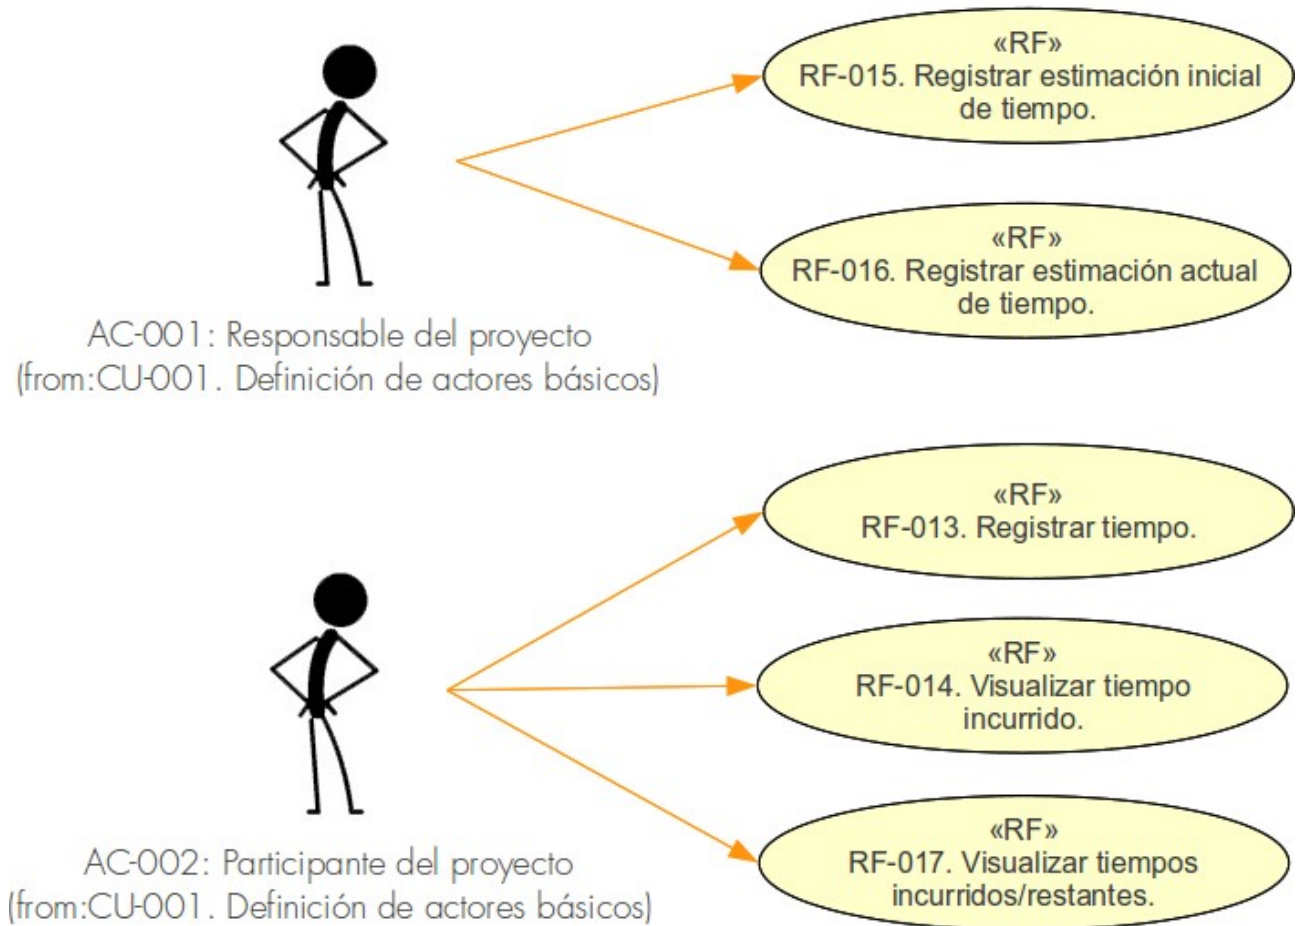 «RF»
RF-015. Registrar estimación inicial
de tiempo.
«RF»
RF-016. Registrar estimación actual
de tiempo.
AC-001: Responsable del proyecto
(from:CU-001. Definición de actores básicos)
«RF»
RF-013. Registrar tiempo.
«RF»
RF-014. Visualizar tiempo
incurrido.
«RF»
RF-017. Visualizar tiempos
incurridos/restantes.
AC-002: Participante del proyecto
(from:CU-001. Definición de actores básicos)